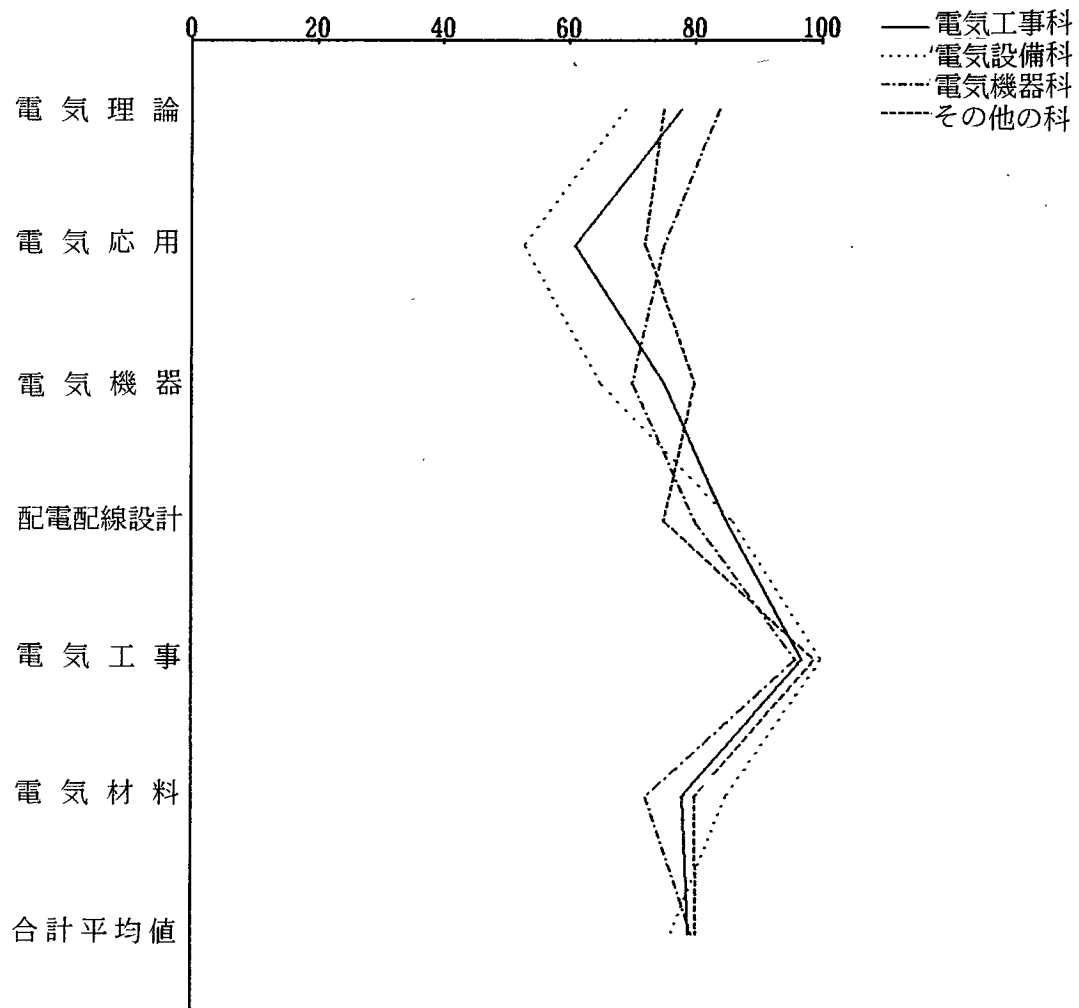 0 20 40 60 80 100
電気工事科
電気設備科
電気機器科
その他の科
電気理論
電気応用
電気機器
配電配線設計
電気工事
電気材料
合計平均値